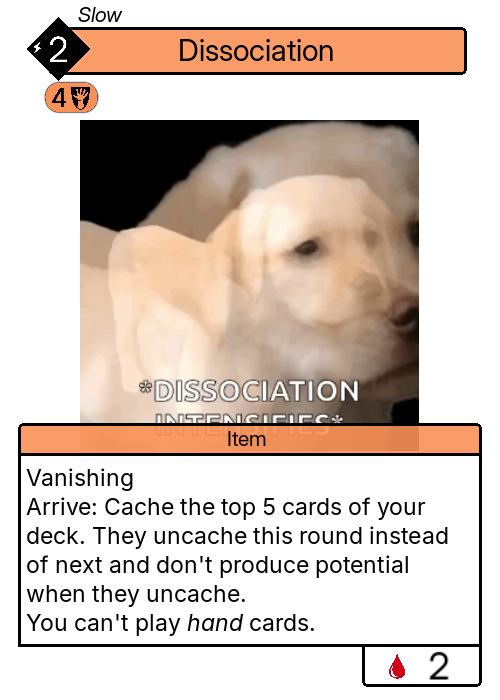 Slow
2
Dissociation
4
*DISSOCIATION
INTENSIFIES*
Item
Vanishing
Arrive: Cache the top 5 cards of your
deck. They uncache this round instead
of next and don't produce potential
when they uncache.
You can't play hand cards.
2